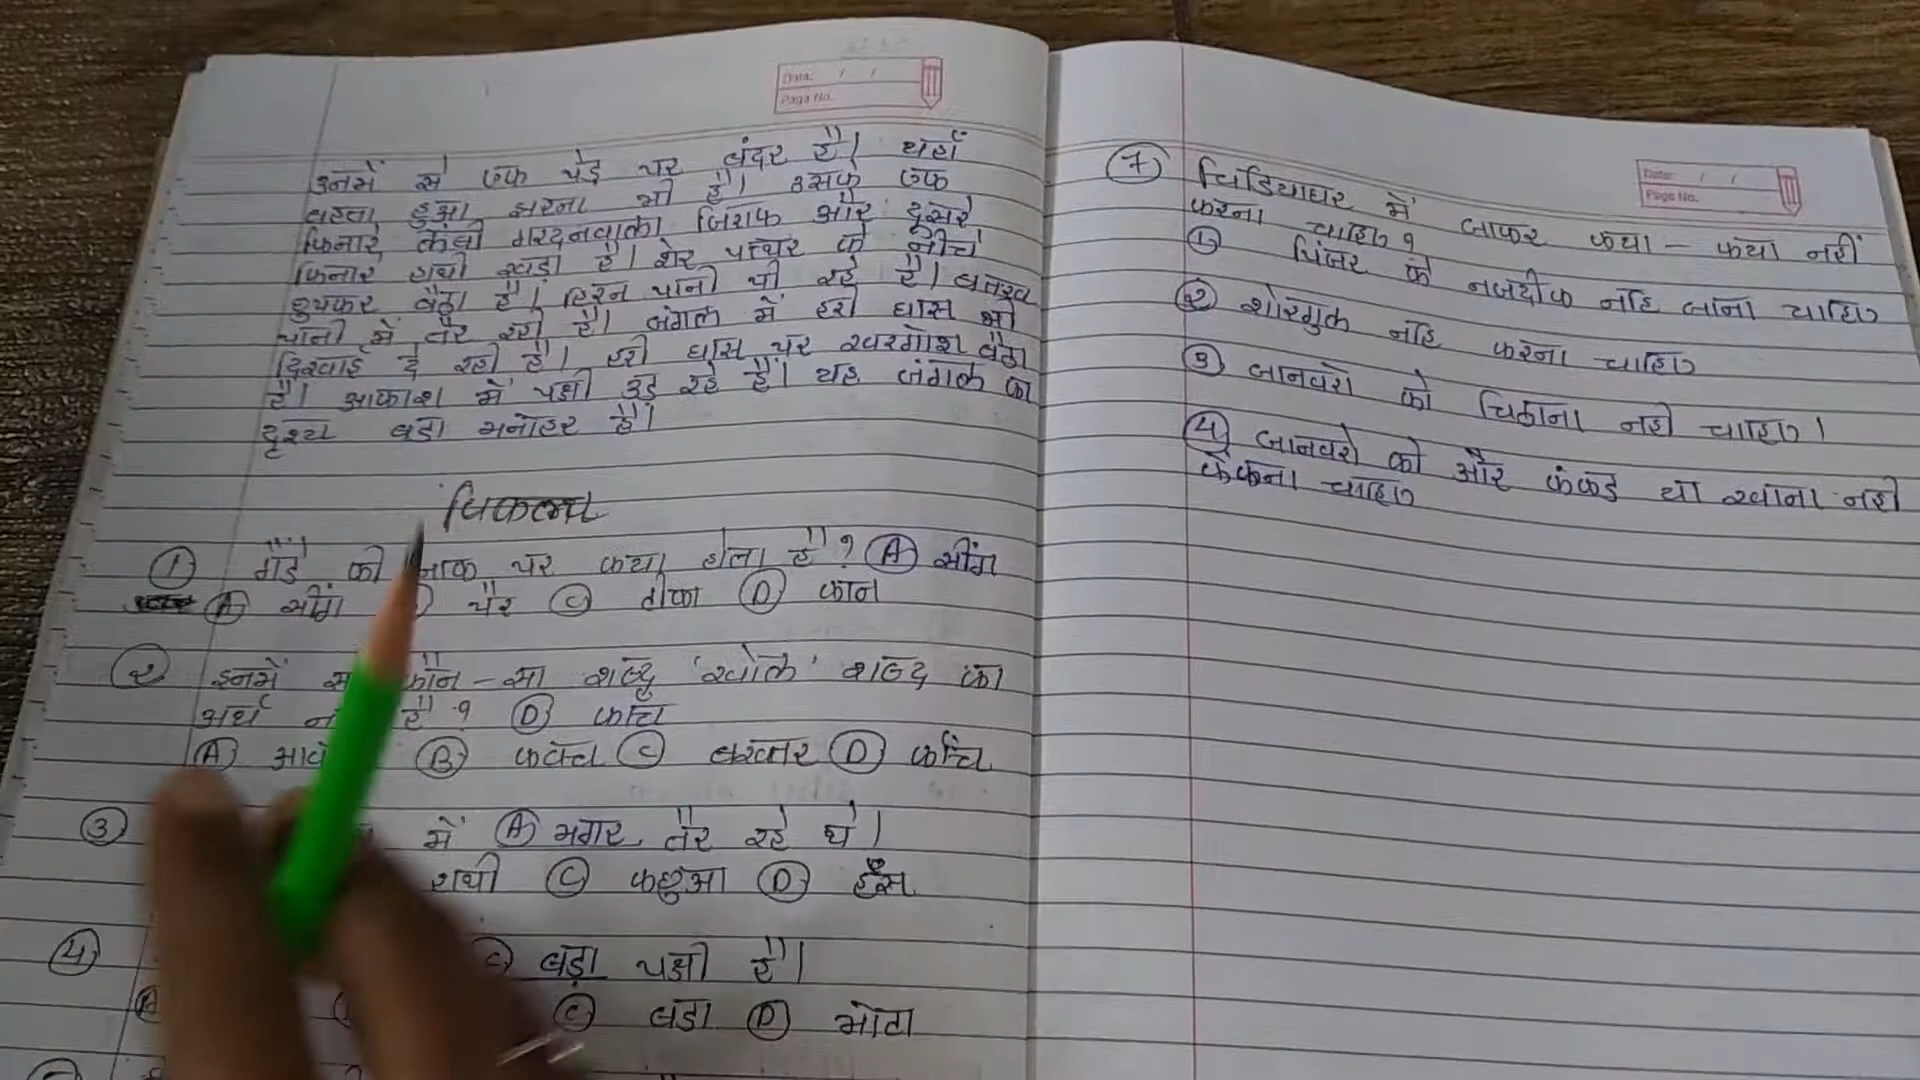 Date: / /
Page No.
उनमें से एक पेड़ पर बंदर है। यहाँ
बहता हुआ झरना भी है। उसके एक
किनारे लंबी गरदनवाला जिराफ और दूसरे
किनारे हाथी खड़ा है। शेर पत्थर के नीचे
छुपकर बैठा है। हिरन पानी पी रहे है। बतख
पानी में तैर रही है। जंगल में हरी घास भी
दिखाई दे रही है। हरी घास पर खरगोश बैठा
है। आकाश में पक्षी उड रहे हैं। यह जंगल का
दृश्य बडा मनोहर है।
विकल्प
① गैंडे की नाक पर क्या होता है? Ⓐ सींग
Ⓐ सींग पैर Ⓒ टीका Ⓓ कान
② इनमें कौन-सा शब्द 'खोल' शब्द का
अर्थ है? Ⓓ कांच
Ⓐ Ⓑ कवच Ⓒ बख्तर Ⓓ कांच
③ में Ⓐ मगर तैर रहे थे।
हाथी Ⓒ कछुआ Ⓓ हँस
④ बड़ा पक्षी है।
Ⓐ Ⓒ बडा Ⓓ मोटा
Date: / /
Page No.
⑦ चिडियाघर में जाकर क्या-क्या नहीं
करना चाहिए?
① पिंजर के नजदीक नहि जाना चाहिए
② शोरगुल नहि करना चाहिए
③ जानवरो को चिठाना नही चाहिए।
④ जानवरो को और कंकड या खाना नही
फेंकना चाहिए